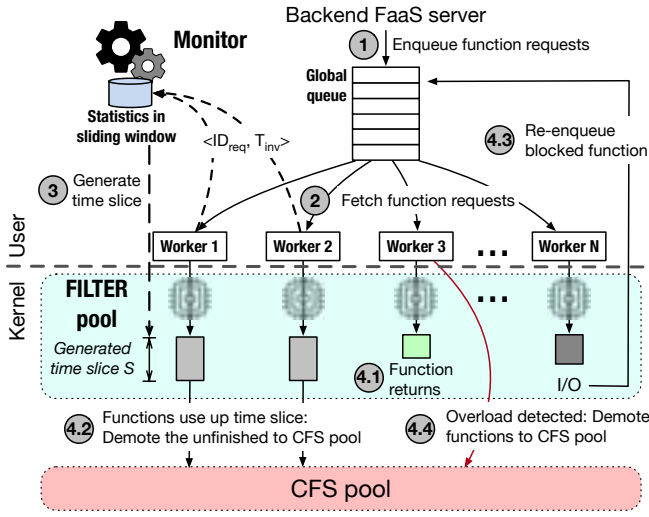 Backend FaaS server
Monitor
1
Enqueue function requests
Global
queue
Statistics in
sliding window
<IDreq, Tinv>
4.3
Re-enqueue
blocked function
3
Generate
time slice
2
Fetch function requests
User
Worker 1
Worker 2
Worker 3
...
Worker N
Kernel
FILTER
pool
...
Generated
time slice S
4.1
Function
returns
I/O
4.2
Functions use up time slice:
Demote the unfinished to CFS pool
4.4
Overload detected: Demote
functions to CFS pool
CFS pool